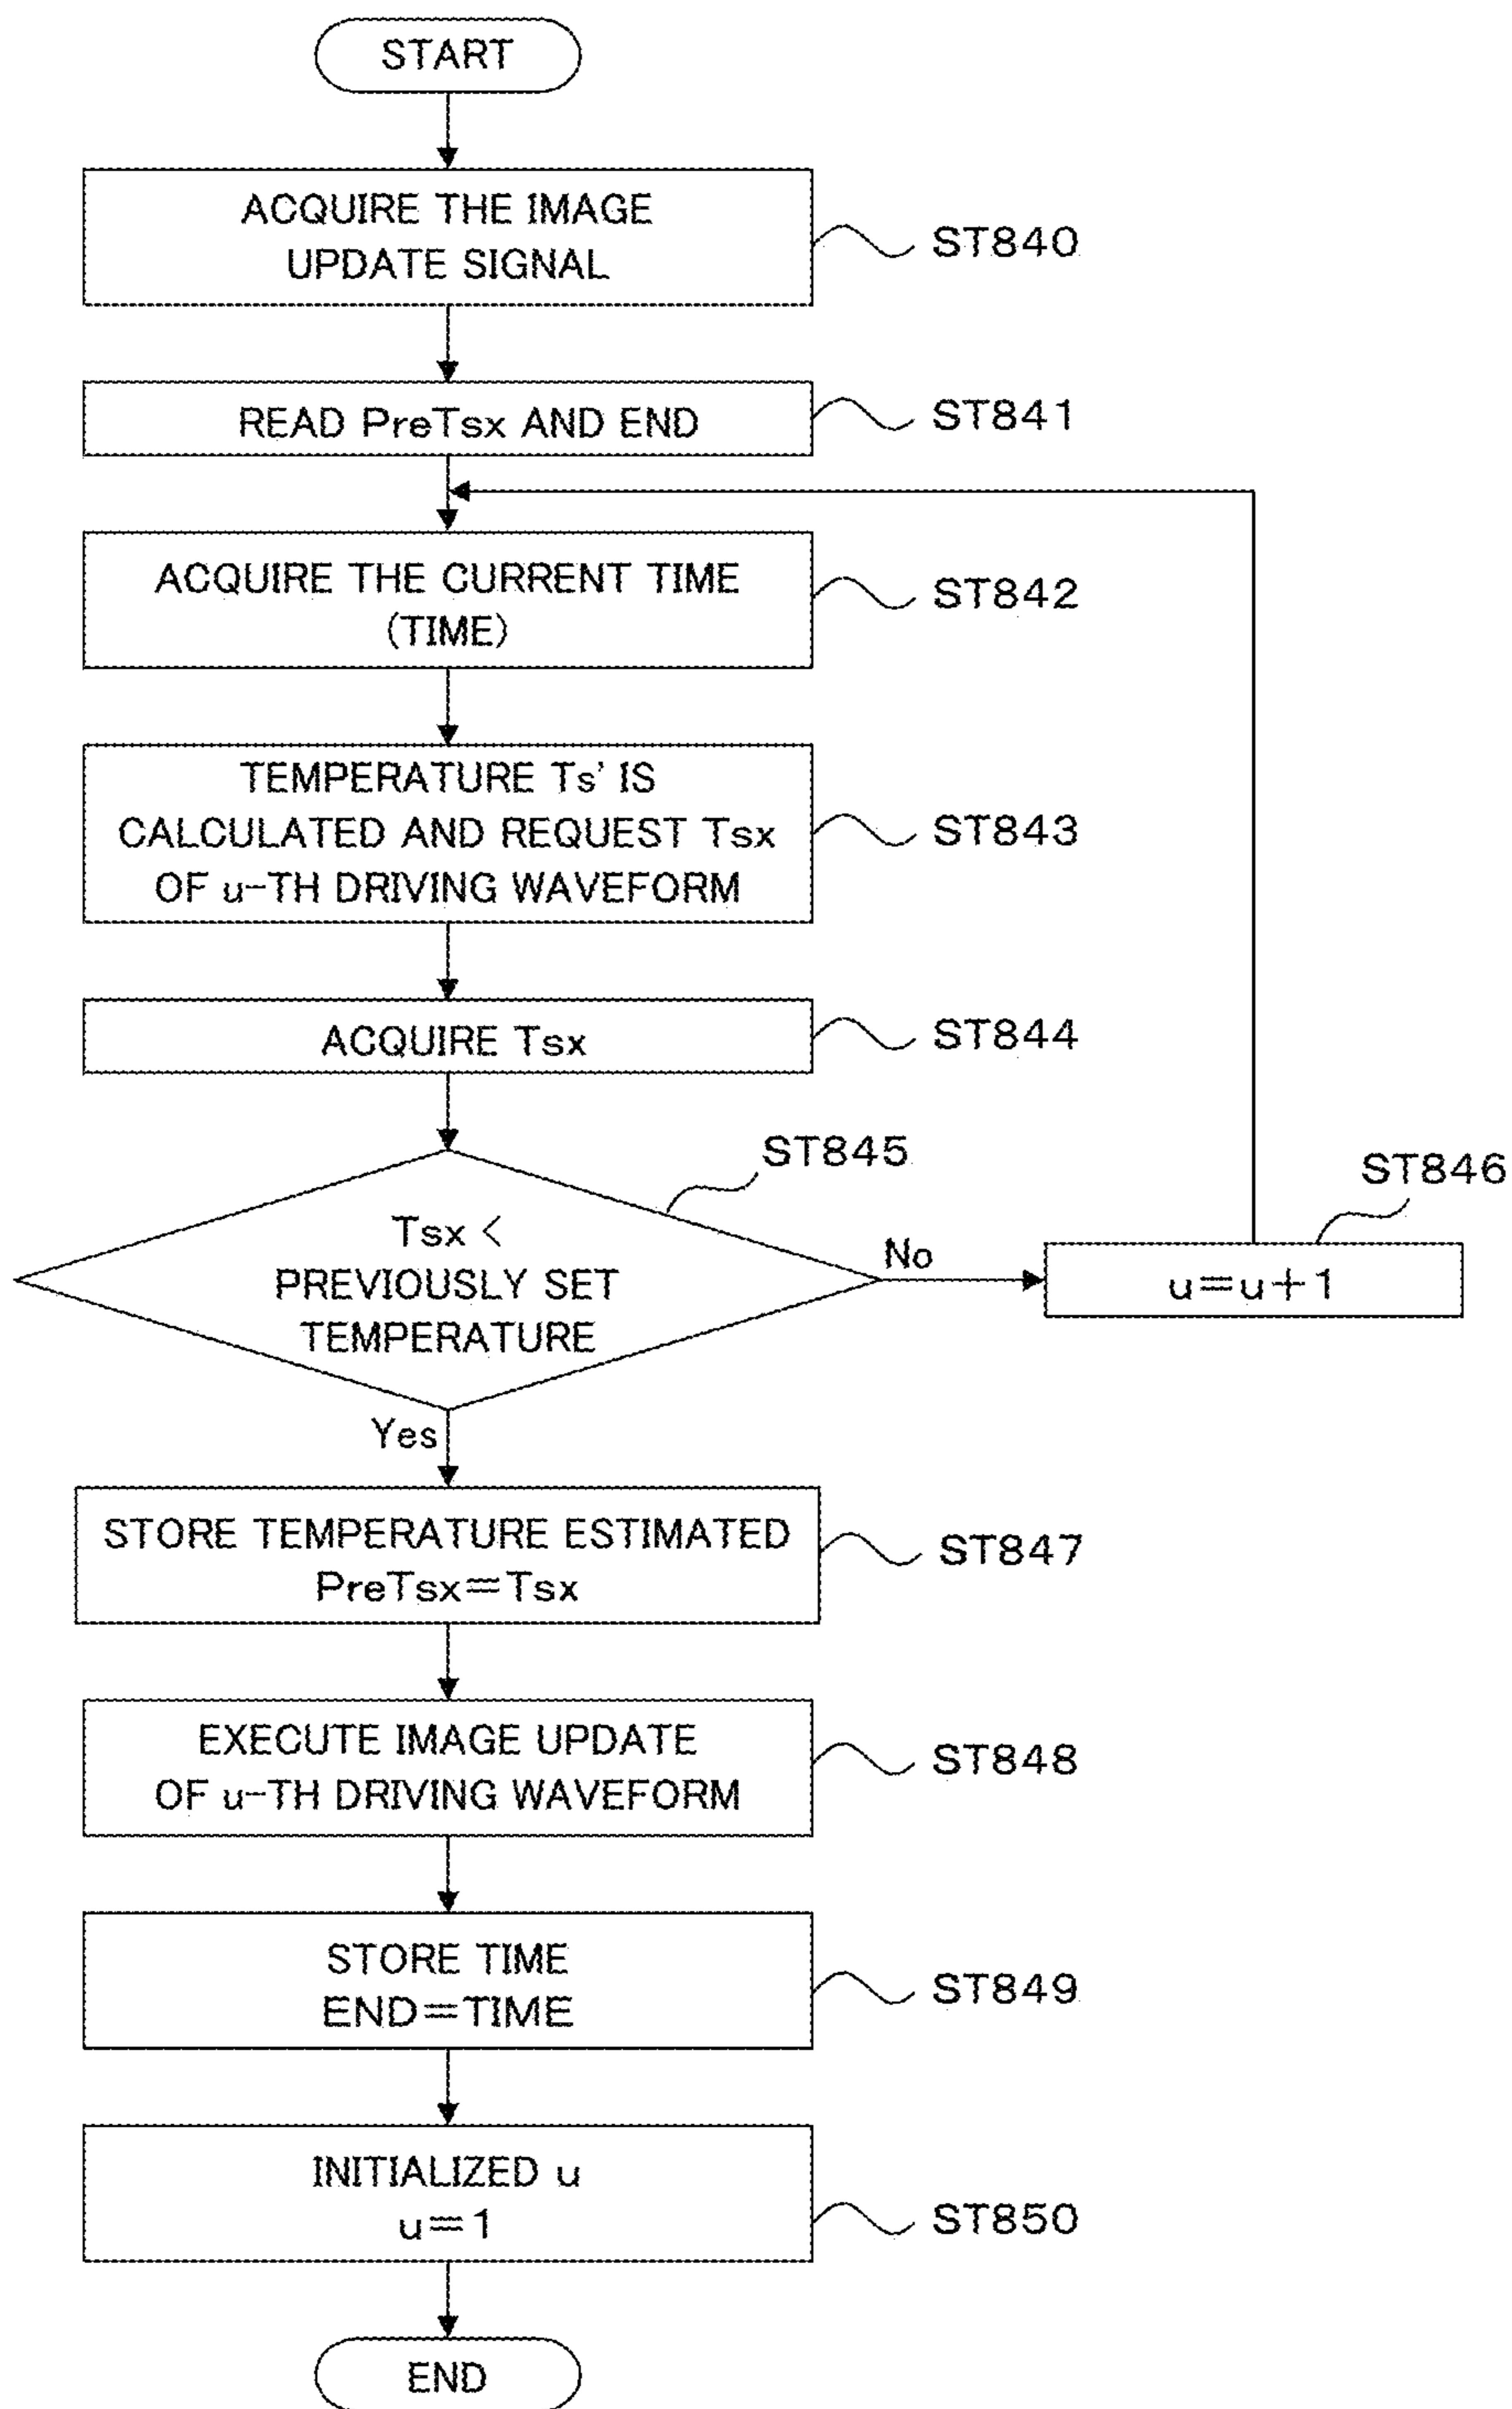 START
ACQUIRE THE IMAGE
UPDATE SIGNAL
ST840
READ PreTsx AND END
ST841
ACQUIRE THE CURRENT TIME
(TIME)
ST842
TEMPERATURE Ts' IS
CALCULATED AND REQUEST Tsx
OF u-TH DRIVING WAVEFORM
ST843
ACQUIRE Tsx
ST844
ST845
Tsx <
PREVIOUSLY SET
TEMPERATURE
No
ST846
u=u+1
Yes
STORE TEMPERATURE ESTIMATED
PreTsx=Tsx
ST847
EXECUTE IMAGE UPDATE
OF u-TH DRIVING WAVEFORM
ST848
STORE TIME
END=TIME
ST849
INITIALIZED u
u=1
ST850
END